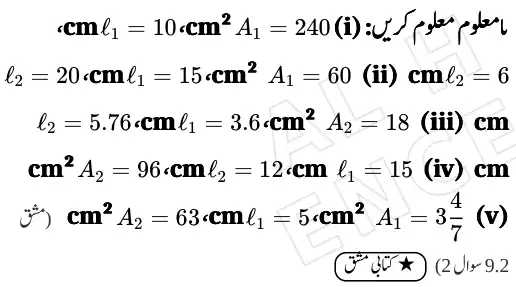 نامعلوم معلوم کریں: (i) A₁ = 240 cm²، ℓ₁ = 10 cm،
ℓ₂ = 6 cm (ii) A₁ = 60 cm²، ℓ₁ = 15 cm، ℓ₂ = 20
cm (iii) A₂ = 18 cm²، ℓ₁ = 3.6 cm، ℓ₂ = 5.76
cm (iv) ℓ₁ = 15 cm، ℓ₂ = 12 cm، A₂ = 96 cm²
(v) A₁ = 3 4/7 cm²، ℓ₁ = 5 cm، A₂ = 63 cm² (مشق
9.2 سوال 2) ★ کتابی مشق